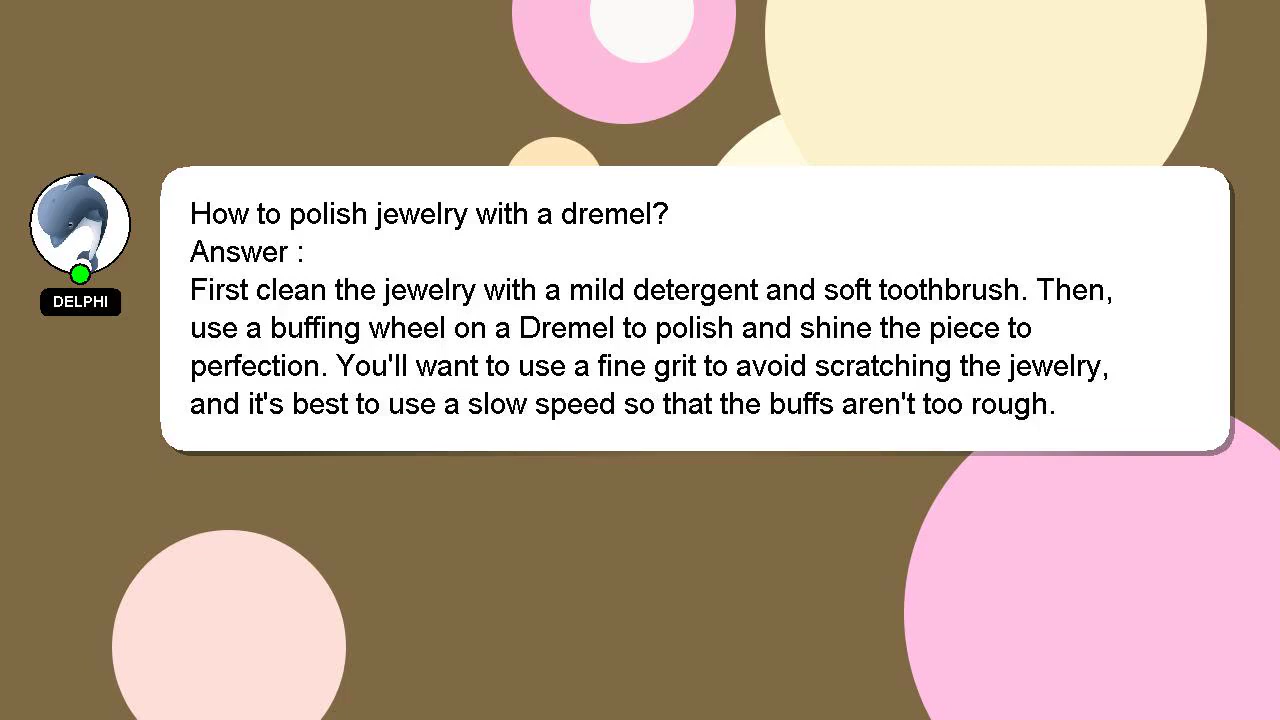 How to polish jewelry with a dremel?
Answer :
First clean the jewelry with a mild detergent and soft toothbrush. Then,
use a buffing wheel on a Dremel to polish and shine the piece to
perfection. You'll want to use a fine grit to avoid scratching the jewelry,
and it's best to use a slow speed so that the buffs aren't too rough.
DELPHI